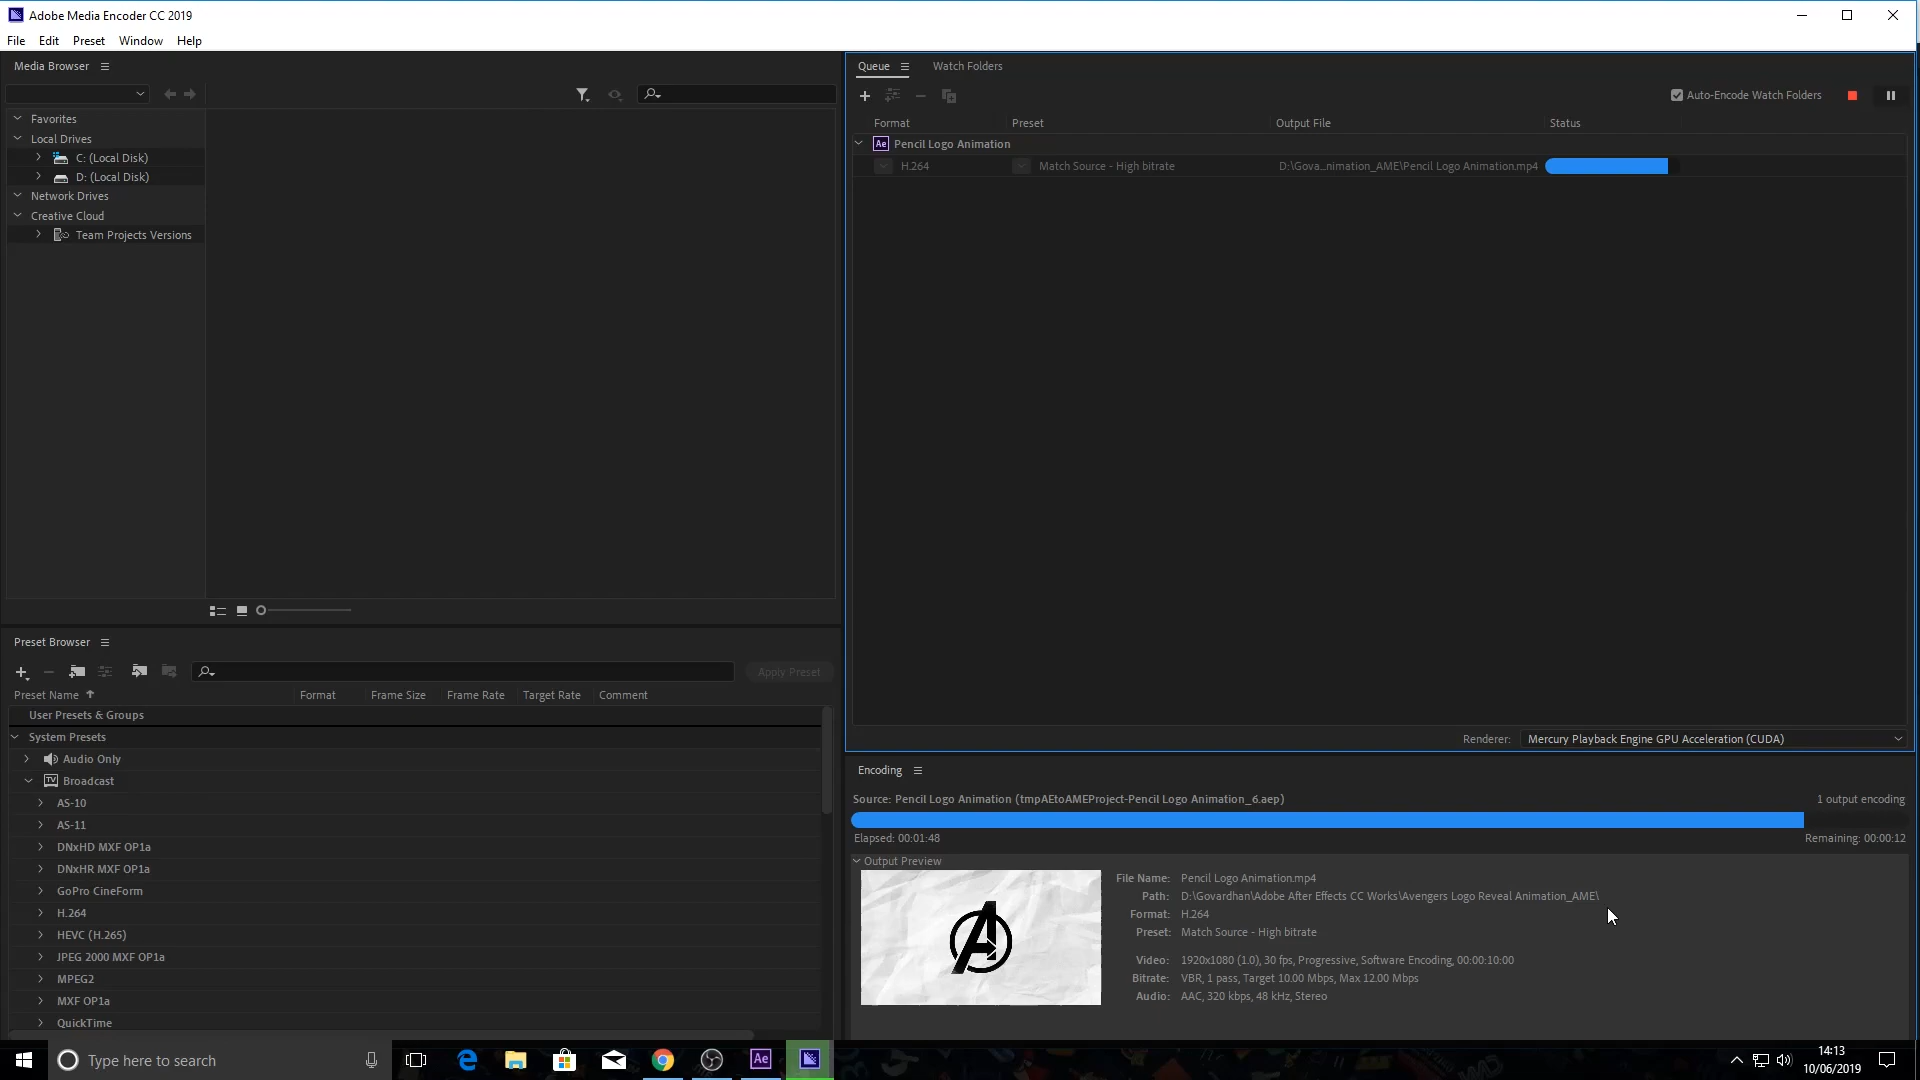 Adobe Media Encoder CC 2019
File Edit Preset Window Help
Media Browser
Favorites
Local Drives
C: (Local Disk)
D: (Local Disk)
Network Drives
Creative Cloud
Team Projects Versions
Queue Watch Folders
Auto-Encode Watch Folders
Format Preset Output File Status
Ae Pencil Logo Animation
H.264 Match Source - High bitrate D:\Gova...nimation_AME\Pencil Logo Animation.mp4
Renderer: Mercury Playback Engine GPU Acceleration (CUDA)
Preset Browser
Apply Preset
Preset Name Format Frame Size Frame Rate Target Rate Comment
User Presets & Groups
System Presets
Audio Only
TV Broadcast
AS-10
AS-11
DNxHD MXF OP1a
DNxHR MXF OP1a
GoPro CineForm
H.264
HEVC (H.265)
JPEG 2000 MXF OP1a
MPEG2
MXF OP1a
QuickTime
Encoding
Source: Pencil Logo Animation (tmpAEtoAMEProject-Pencil Logo Animation_6.aep) 1 output encoding
Elapsed: 00:01:48 Remaining: 00:00:12
Output Preview
File Name: Pencil Logo Animation.mp4
Path: D:\Govardhan\Adobe After Effects CC Works\Avengers Logo Reveal Animation_AME\
Format: H.264
Preset: Match Source - High bitrate
Video: 1920x1080 (1.0), 30 fps, Progressive, Software Encoding, 00:00:10:00
Bitrate: VBR, 1 pass, Target 10.00 Mbps, Max 12.00 Mbps
Audio: AAC, 320 kbps, 48 kHz, Stereo
Type here to search
Ae
14:13
10/06/2019